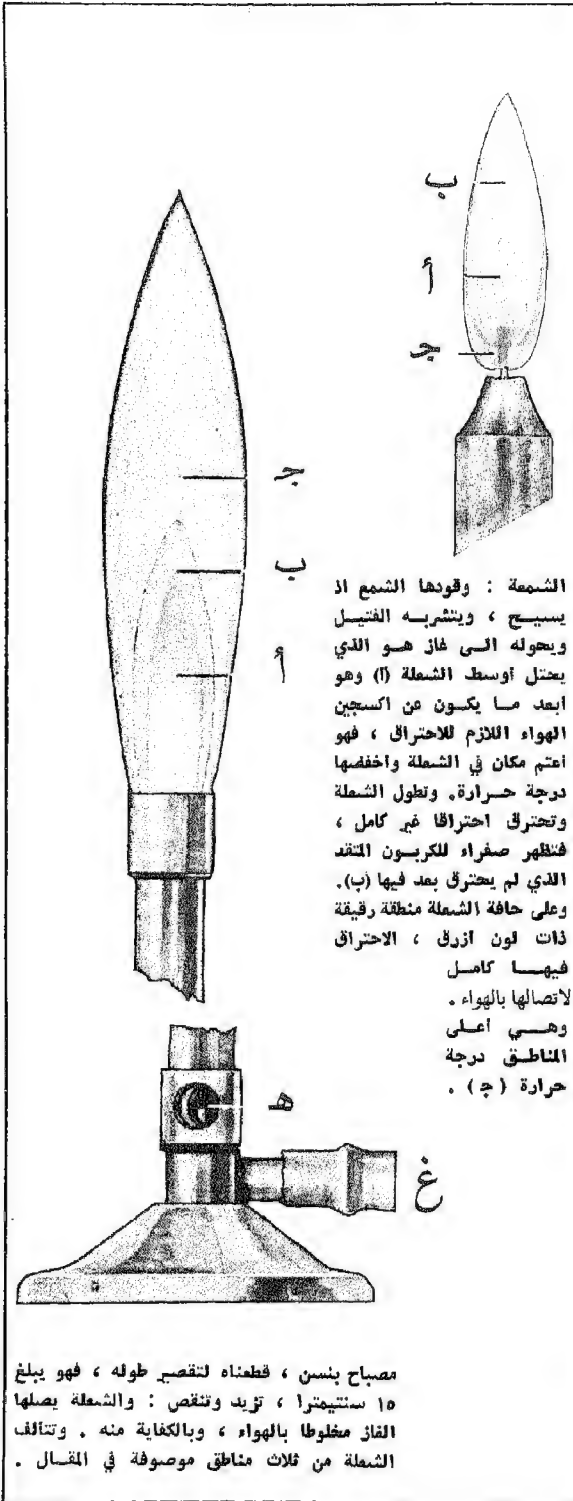 ب
أ
جـ
جـ
ب
أ
الشمعة : وقودها الشمع اذ
يسيح ، ويتشربه الفتيل
ويحوله الى غاز هو الذي
يحتل أوسط الشعلة (أ) وهو
أبعد ما يكون عن اكسجين
الهواء اللازم للاحتراق ، فهو
أعتم مكان في الشعلة واخفضها
درجة حرارة. وتطول الشعلة
وتحترق احتراقا غير كامل ،
فتظهر صفراء للكربون المتقد
الذي لم يحترق بعد فيها (ب).
وعلى حافة الشعلة منطقة رقيقة
ذات لون أزرق ، الاحتراق
فيها كامل
لاتصالها بالهواء .
وهي أعلى
المناطق درجة
حرارة (ج) .
هـ
غ
مصباح بنسن ، قطعناه لتقصير طوله ، فهو يبلغ
١٥ سنتيمترا ، تزيد وتنقص : والشعلة يصلها
الغاز مخلوطا بالهواء ، وبالكفاية منه . وتتألف
الشعلة من ثلاث مناطق موصوفة في المقال .